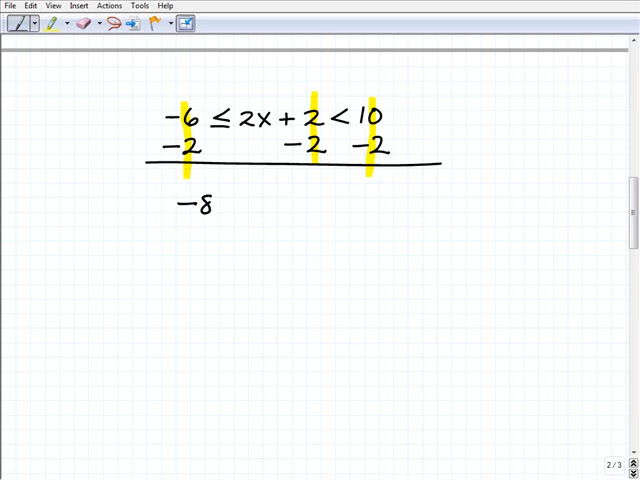 File Edit View Insert Actions Tools Help
-6 ≤ 2x + 2 < 10
-2 -2 -2
-8
2 / 3